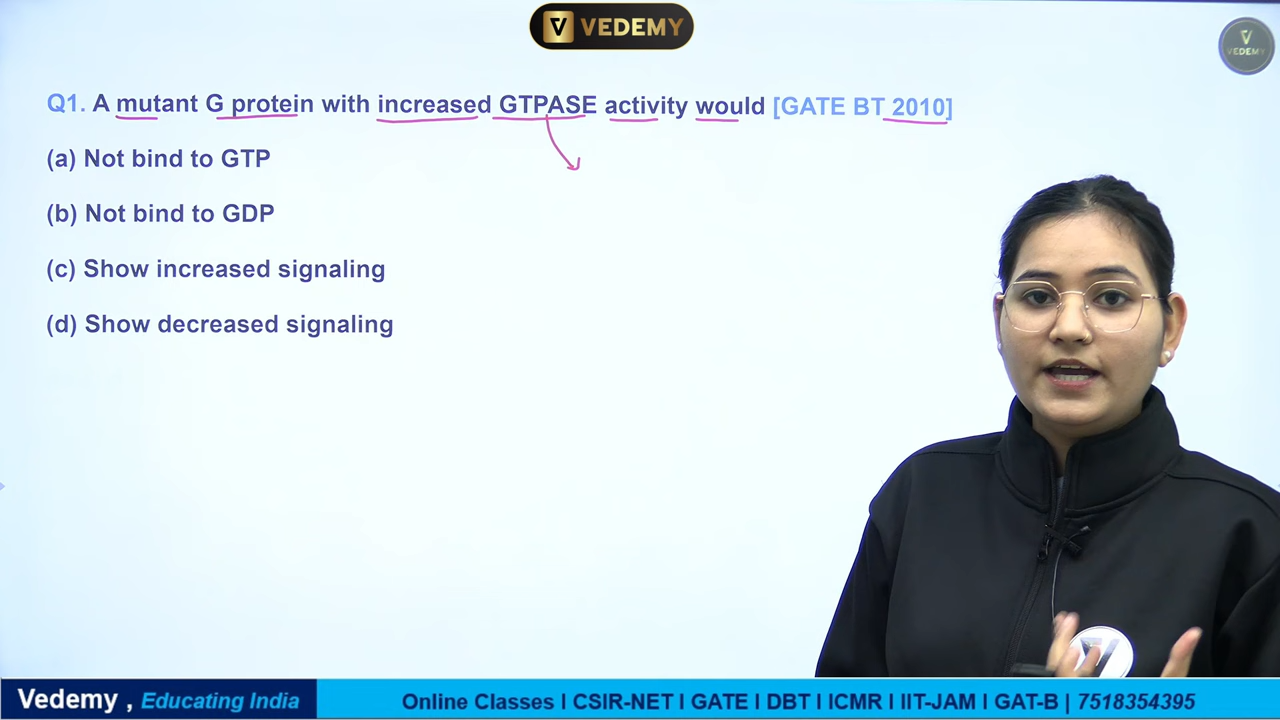 VEDEMY
VEDEMY
Q1. A mutant G protein with increased GTPASE activity would [GATE BT 2010]
(a) Not bind to GTP
(b) Not bind to GDP
(c) Show increased signaling
(d) Show decreased signaling
Vedemy , Educating India
Online Classes I CSIR-NET I GATE I DBT I ICMR I IIT-JAM I GAT-B | 7518354395